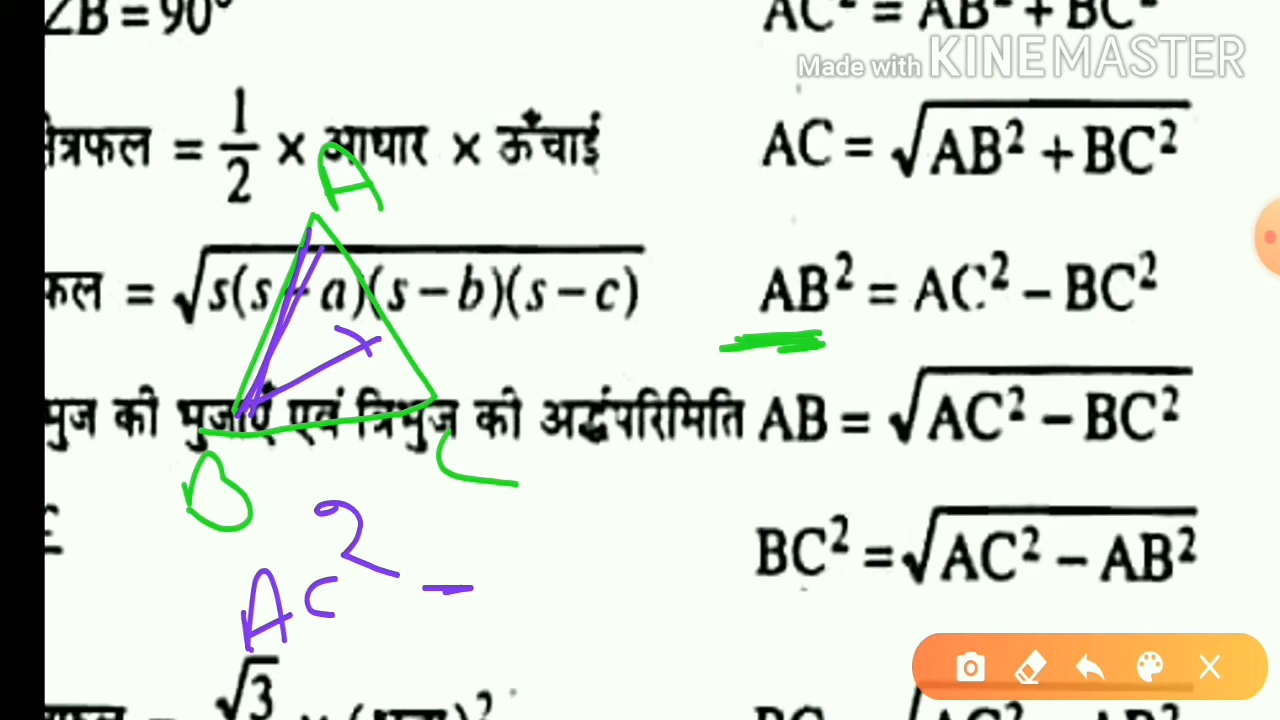 ∠B = 90°
AC² = AB² + BC²
Made with KINEMASTER
क्षेत्रफल = 1/2 × आधार × ऊँचाई
AC = √(AB² + BC²)
A
फल = √(s(s – a)(s – b)(s – c))
AB² = AC² – BC²
भुज की भुजाएँ एवं त्रिभुज की अर्द्धपरिमिति
AB = √(AC² – BC²)
B
C
BC² = √(AC² – AB²)
AC² –
√3